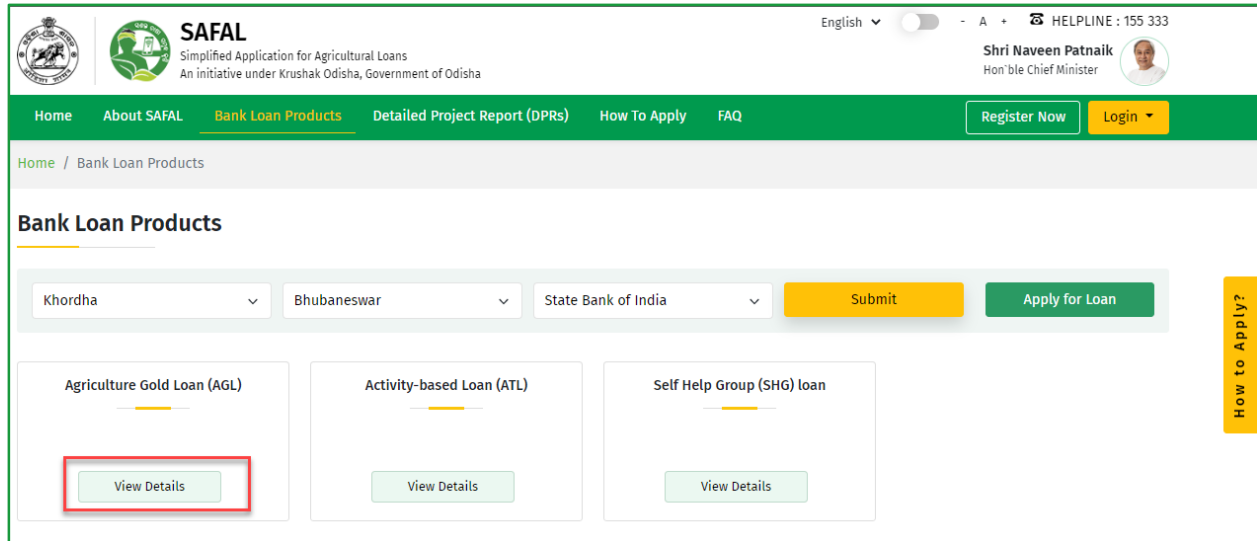 English
- A +
HELPLINE : 155 333
SAFAL
Simplified Application for Agricultural Loans
An initiative under Krushak Odisha, Government of Odisha
Shri Naveen Patnaik
Hon`ble Chief Minister
Home About SAFAL Bank Loan Products Detailed Project Report (DPRs) How To Apply FAQ Register Now Login
Home / Bank Loan Products
Bank Loan Products
Khordha Bhubaneswar State Bank of India Submit Apply for Loan
How to Apply?
Agriculture Gold Loan (AGL) Activity-based Loan (ATL) Self Help Group (SHG) loan
View Details View Details View Details